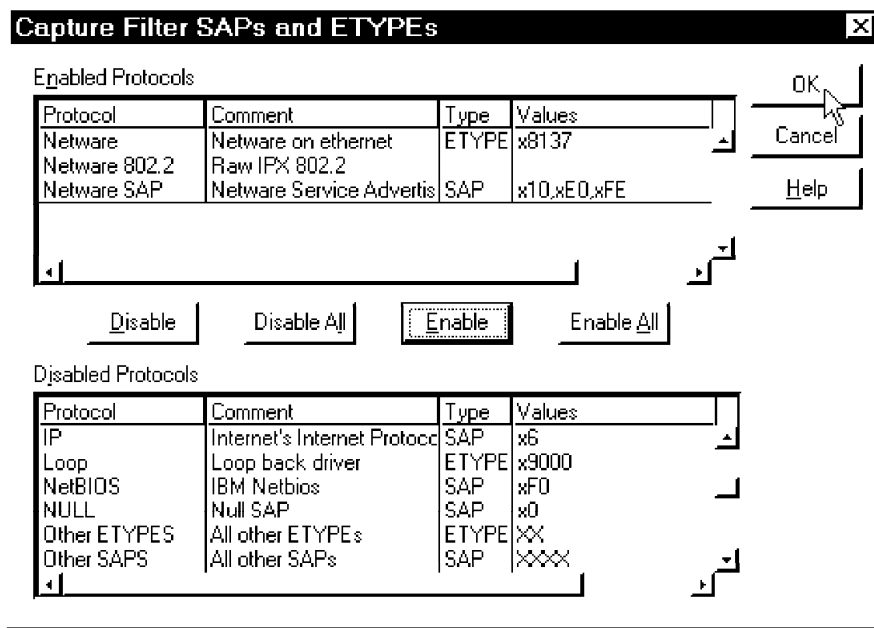 Capture Filter SAPs and ETYPEs
Enabled Protocols
Protocol Comment Type Values
Netware Netware on ethernet ETYPE x8137
Netware 802.2 Raw IPX 802.2
Netware SAP Netware Service Advertis SAP x10,xE0,xFE
OK
Cancel
Help
Disable Disable All Enable Enable All
Disabled Protocols
Protocol Comment Type Values
IP Internet's Internet Protocc SAP x6
Loop Loop back driver ETYPE x9000
NetBIOS IBM Netbios SAP xF0
NULL Null SAP SAP x0
Other ETYPES All other ETYPEs ETYPE XX
Other SAPS All other SAPs SAP XXXX